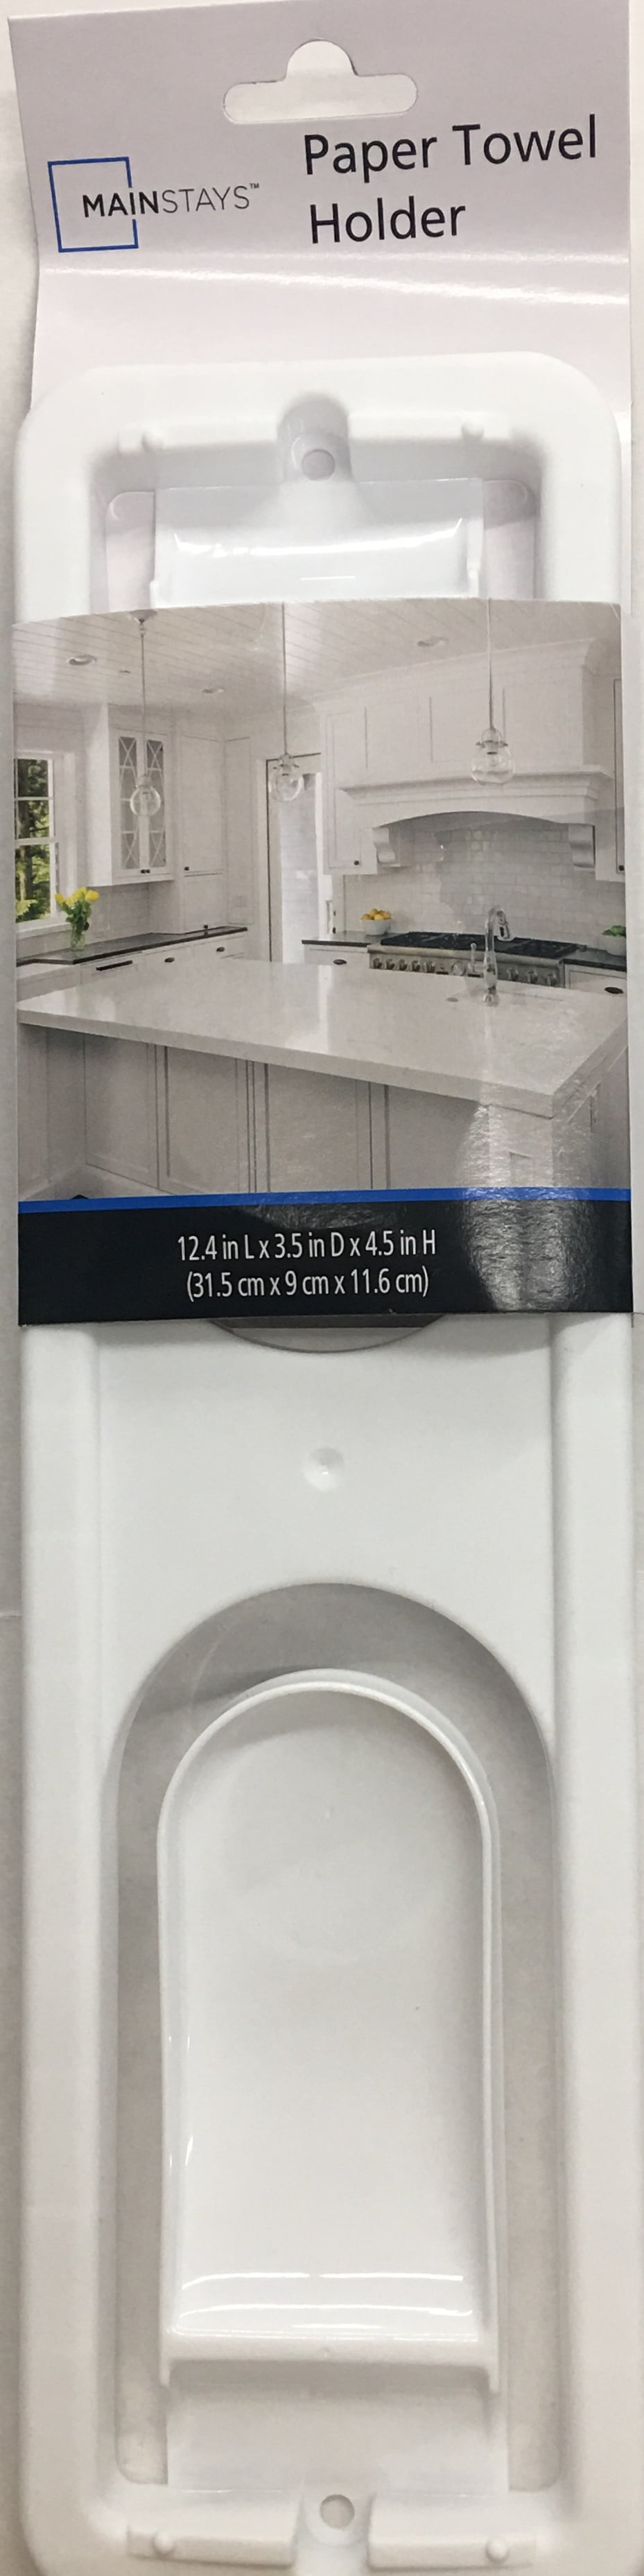 MAINSTAYS™
Paper Towel
Holder
12.4 in L x 3.5 in D x 4.5 in H
(31.5 cm x 9 cm x 11.6 cm)